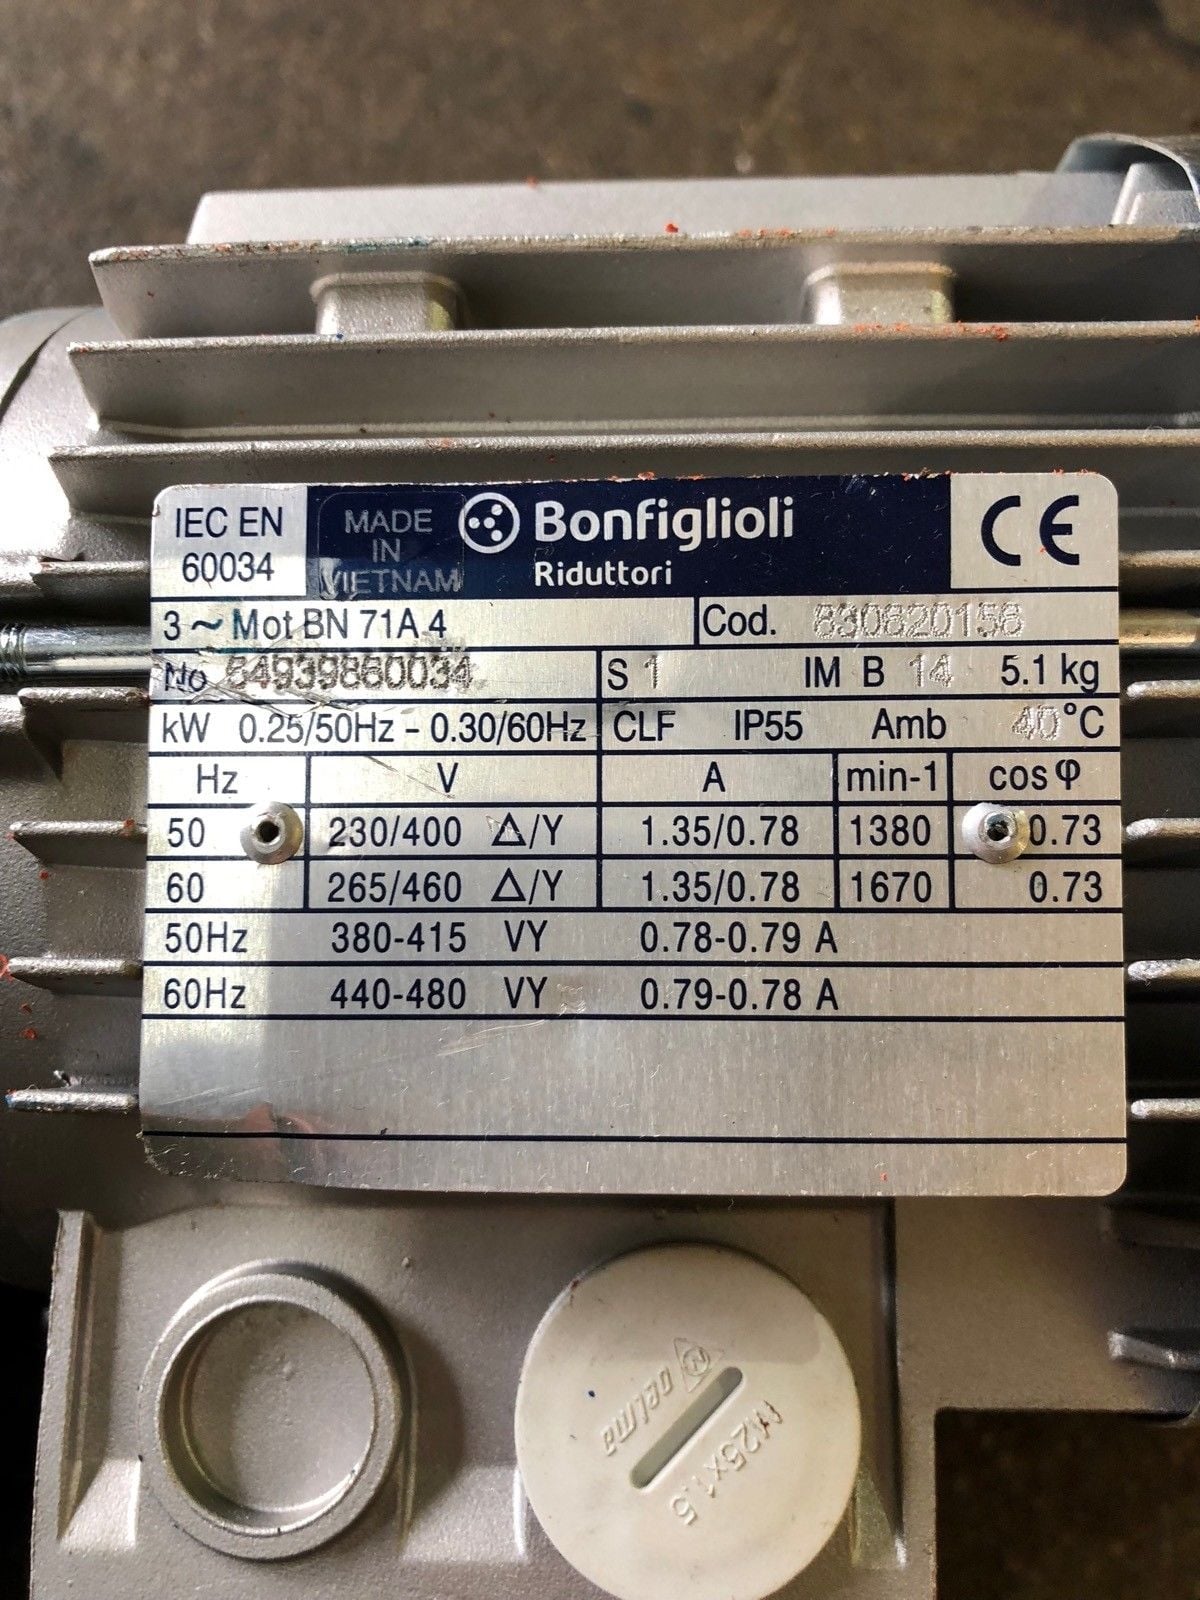 IEC EN
60034
MADE
IN
VIETNAM
Bonfiglioli
Riduttori
CE
3 ~ Mot BN 71A 4
Cod. 830820156
No 64939860034
S 1 IM B 14 5.1 kg
kW 0.25/50Hz - 0.30/60Hz
CLF IP55 Amb 40°C
Hz V A min-1 cos φ
50 230/400 Δ/Y 1.35/0.78 1380 0.73
60 265/460 Δ/Y 1.35/0.78 1670 0.73
50Hz 380-415 VY 0.78-0.79 A
60Hz 440-480 VY 0.79-0.78 A
Delma
M25x1.5